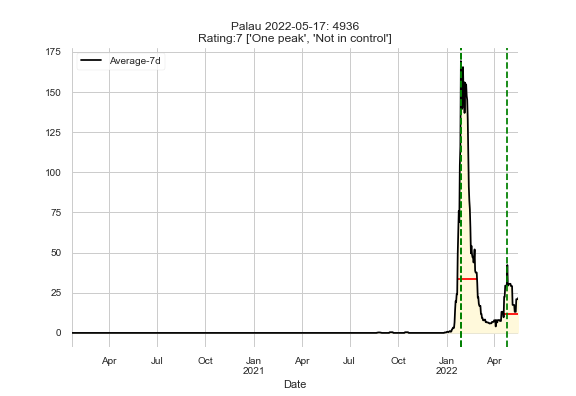 Palau 2022-05-17: 4936
Rating:7 ['One peak', 'Not in control']
Average-7d
175
150
125
100
75
50
25
0
Apr Jul Oct Jan Apr Jul Oct Jan Apr
2021 2022
Date